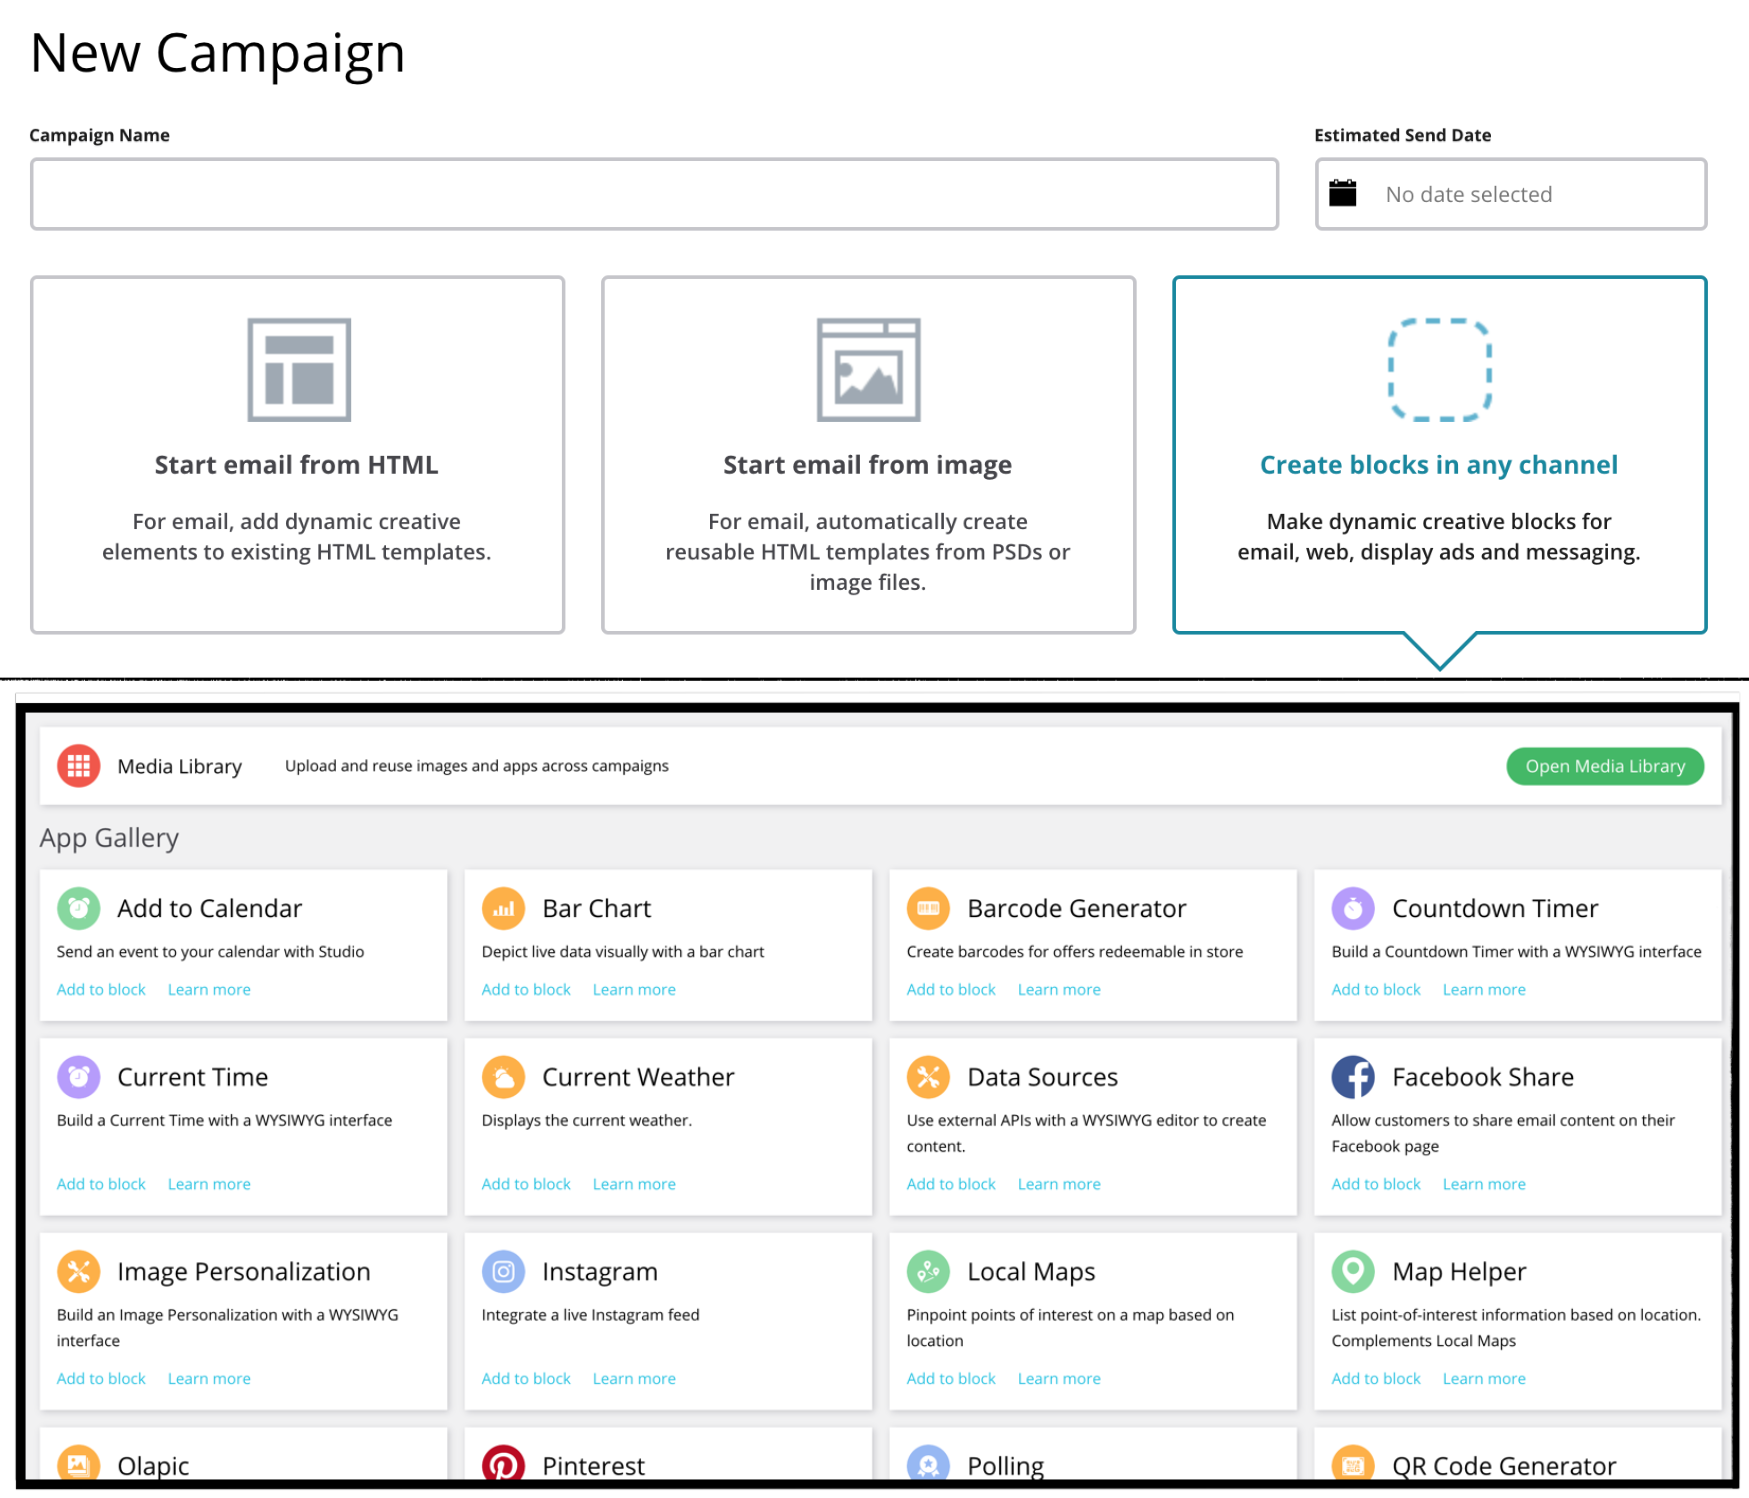 New Campaign
Campaign Name
Estimated Send Date
No date selected
Start email from HTML
For email, add dynamic creative
elements to existing HTML templates.
Start email from image
For email, automatically create
reusable HTML templates from PSDs or
image files.
Create blocks in any channel
Make dynamic creative blocks for
email, web, display ads and messaging.
Media Library
Upload and reuse images and apps across campaigns
Open Media Library
App Gallery
Add to Calendar
Send an event to your calendar with Studio
Add to block Learn more
Bar Chart
Depict live data visually with a bar chart
Add to block Learn more
Barcode Generator
Create barcodes for offers redeemable in store
Add to block Learn more
Countdown Timer
Build a Countdown Timer with a WYSIWYG interface
Add to block Learn more
Current Time
Build a Current Time with a WYSIWYG interface
Add to block Learn more
Current Weather
Displays the current weather.
Add to block Learn more
Data Sources
Use external APIs with a WYSIWYG editor to create
content.
Add to block Learn more
Facebook Share
Allow customers to share email content on their
Facebook page
Add to block Learn more
Image Personalization
Build an Image Personalization with a WYSIWYG
interface
Add to block Learn more
Instagram
Integrate a live Instagram feed
Add to block Learn more
Local Maps
Pinpoint points of interest on a map based on
location
Add to block Learn more
Map Helper
List point-of-interest information based on location.
Complements Local Maps
Add to block Learn more
Olapic
Pinterest
Polling
QR Code Generator